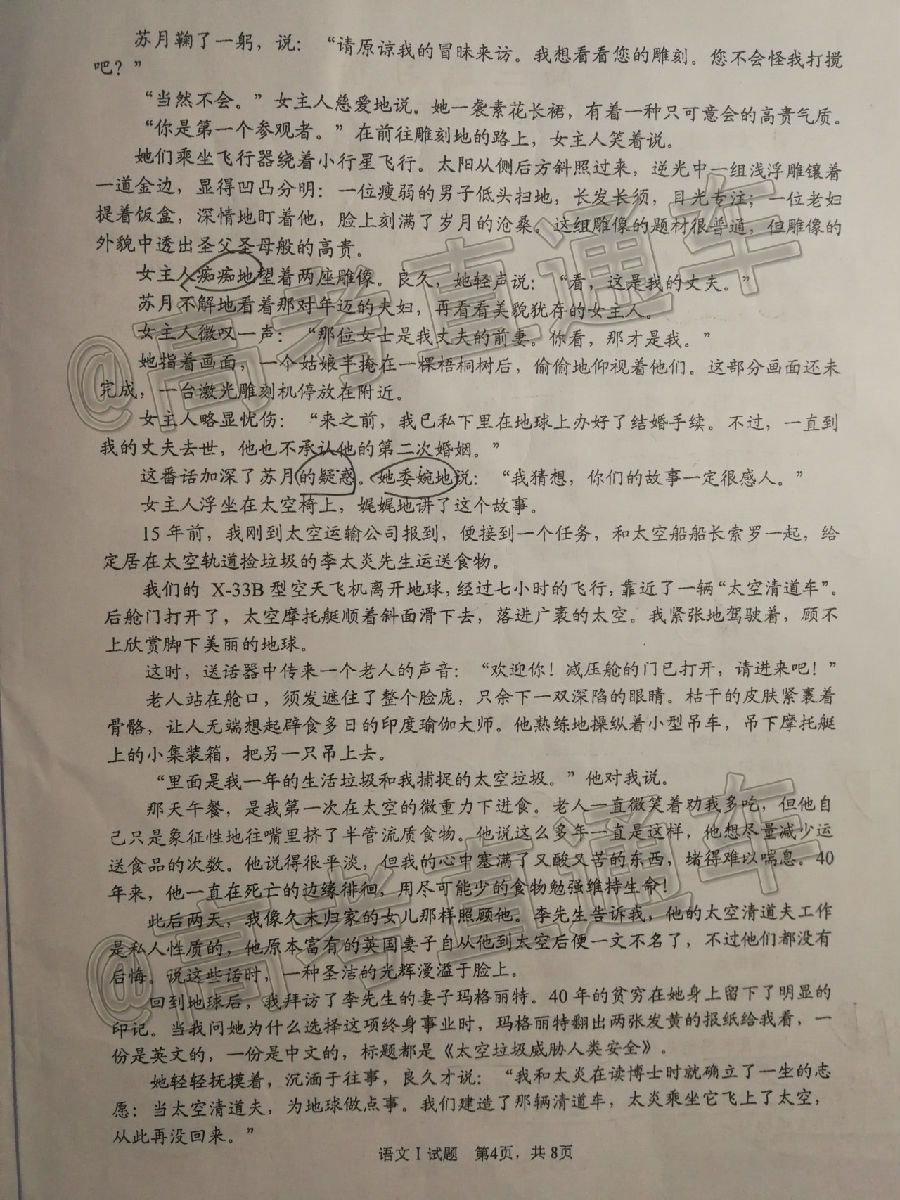 苏月鞠了一躬，说：“请原谅我的冒昧来访。我想看看您的雕刻。您不会怪我打搅
吧？”
“当然不会。”女主人慈爱地说。她一袭素花长裙，有着一种只可意会的高贵气质。
“你是第一个参观者。”在前往雕刻地的路上，女主人笑着说。
她们乘坐飞行器绕着小行星飞行。太阳从侧后方斜照过来，逆光中一组浅浮雕镶着
一道金边，显得凹凸分明：一位瘦弱的男子低头扫地，长发长须，目光专注；一位老妇
提着饭盒，深情地盯着他，脸上刻满了岁月的沧桑。这组雕像的题材很普通，但雕像的
外貌中透出圣父圣母般的高贵。
女主人痴痴地望着两座雕像。良久，她轻声说：“看，这是我的丈夫。”
苏月不解地看着那对年迈的夫妇，再看看美貌犹存的女主人。
女主人微叹一声：“那位女士是我丈夫的前妻。你看，那才是我。”
她指着画面，一个姑娘半掩在一棵梧桐树后，偷偷地仰视着他们。这部分画面还未
完成，一台激光雕刻机停放在附近。
女主人略显忧伤：“来之前，我已私下里在地球上办好了结婚手续。不过，一直到
我的丈夫去世，他也不承认他的第二次婚姻。”
这番话加深了苏月的疑惑。她委婉地说：“我猜想，你们的故事一定很感人。”
女主人浮坐在太空椅上，娓娓地讲了这个故事。
15 年前，我刚到太空运输公司报到，便接到一个任务，和太空船船长索罗一起，给
定居在太空轨道捡垃圾的李太炎先生运送食物。
我们的 X-33B 型空天飞机离开地球，经过七小时的飞行，靠近了一辆“太空清道车”。
后舱门打开了，太空摩托艇顺着斜面滑下去，落进广袤的太空。我紧张地驾驶着，顾不
上欣赏脚下美丽的地球。
这时，送话器中传来一个老人的声音：“欢迎你！减压舱的门已打开，请进来吧！”
老人站在舱口，须发遮住了整个脸庞，只余下一双深陷的眼睛。枯干的皮肤紧裹着
骨骼，让人无端想起辟食多日的印度瑜伽大师。他熟练地操纵着小型吊车，吊下摩托艇
上的小集装箱，把另一只吊上去。
“里面是我一年的生活垃圾和我捕捉的太空垃圾。”他对我说。
那天午餐，是我第一次在太空的微重力下进食。老人一直微笑着劝我多吃，但他自
己只是象征性地往嘴里挤了半管流质食物。他说这么多年一直是这样，他想尽量减少运
送食品的次数。他说得很平淡，但我的心中塞满了又酸又苦的东西，堵得难以喘息。40
年来，他一直在死亡的边缘徘徊，用尽可能少的食物勉强维持生命！
此后两天，我像久未归家的女儿那样照顾他。李先生告诉我，他的太空清道夫工作
是私人性质的，他原本富有的英国妻子自从他到太空后便一文不名了，不过他们都没有
后悔。说这些话时，一种圣洁的光辉漫溢于脸上。
回到地球后，我拜访了李先生的妻子玛格丽特。40 年的贫穷在她身上留下了明显的
印记。当我问她为什么选择这项终身事业时，玛格丽特翻出两张发黄的报纸给我看，一
份是英文的，一份是中文的，标题都是《太空垃圾威胁人类安全》。
她轻轻抚摸着，沉湎于往事，良久才说：“我和太炎在读博士时就确立了一生的志
愿：当太空清道夫，为地球做点事。我们建造了那辆清道车，太炎乘坐它飞上了太空，
从此再没回来。”
语文 I 试题 第4页，共 8页
@高考直通车
@高考直通车